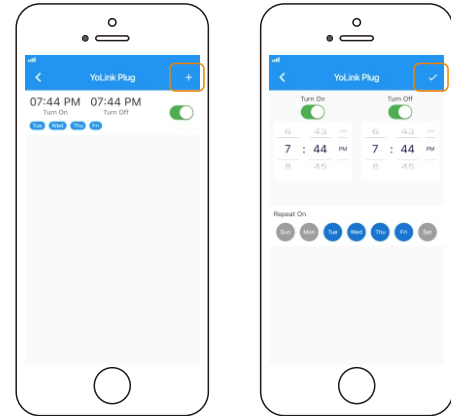 YoLink Plug
07:44 PM 07:44 PM
Turn On Turn Off
Tue Wed Thu Fri
YoLink Plug
Turn On Turn Off
6 43 6 43
7 : 44 PM 7 : 44 PM
8 45 8 45
Repeat On
Sun Mon Tue Wed Thu Fri Sat